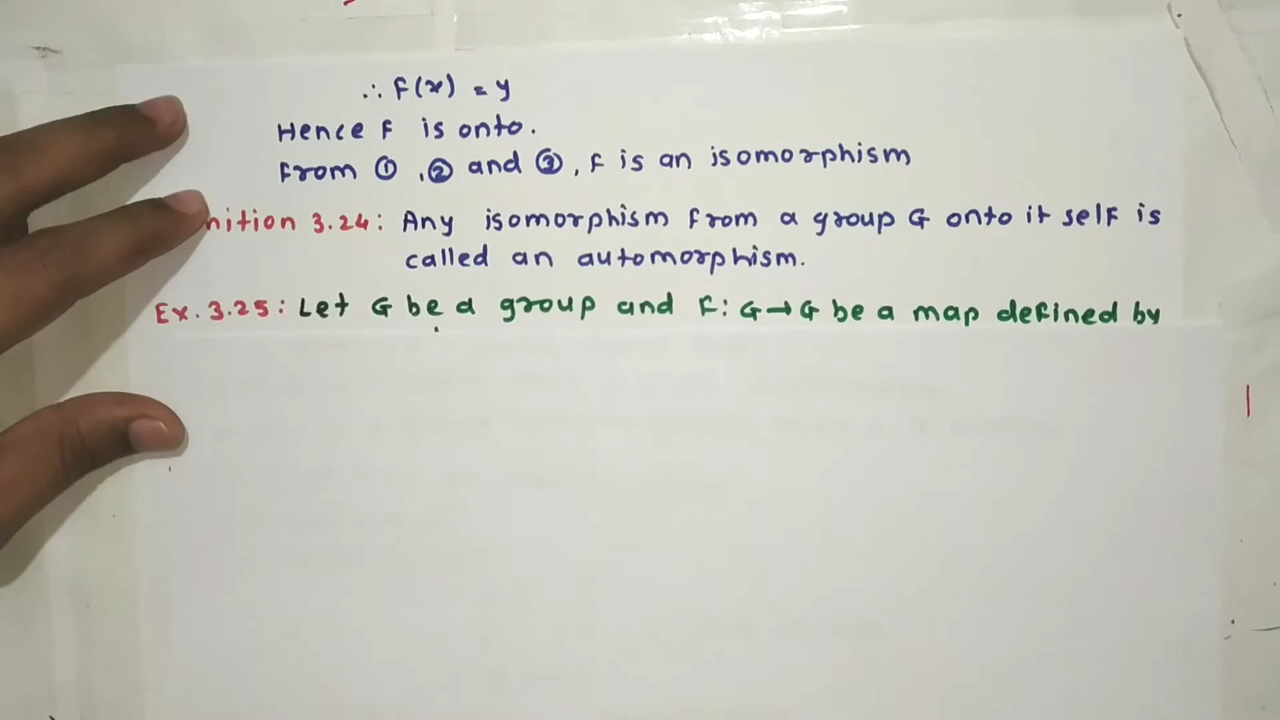 ∴ F(x) = y
Hence F is onto.
From ① , ② and ③, F is an isomorphism
nition 3.24: Any isomorphism from a group G onto it self is
called an automorphism.
Ex. 3.25: Let G be a group and F: G→G be a map defined by